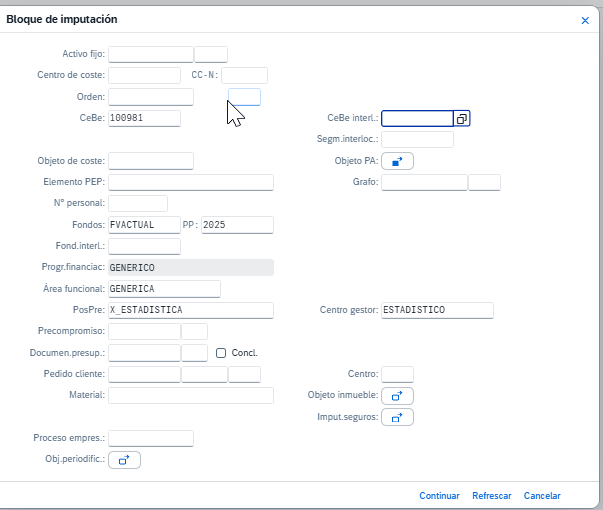 Bloque de imputación
Activo fijo:
Centro de coste: CC-N:
Orden:
CeBe: 100981 CeBe interl.:
Segm.interloc.:
Objeto de coste: Objeto PA:
Elemento PEP: Grafo:
Nº personal:
Fondos: FVACTUAL PP: 2025
Fond.interl.:
Progr.financiac: GENERICO
Área funcional: GENERICA
PosPre: X_ESTADISTICA Centro gestor: ESTADISTICO
Precompromiso:
Documen.presup.: Concl.
Pedido cliente: Centro:
Material: Objeto inmueble:
Imput.seguros:
Proceso empres.:
Obj.periodific.:
Continuar Refrescar Cancelar